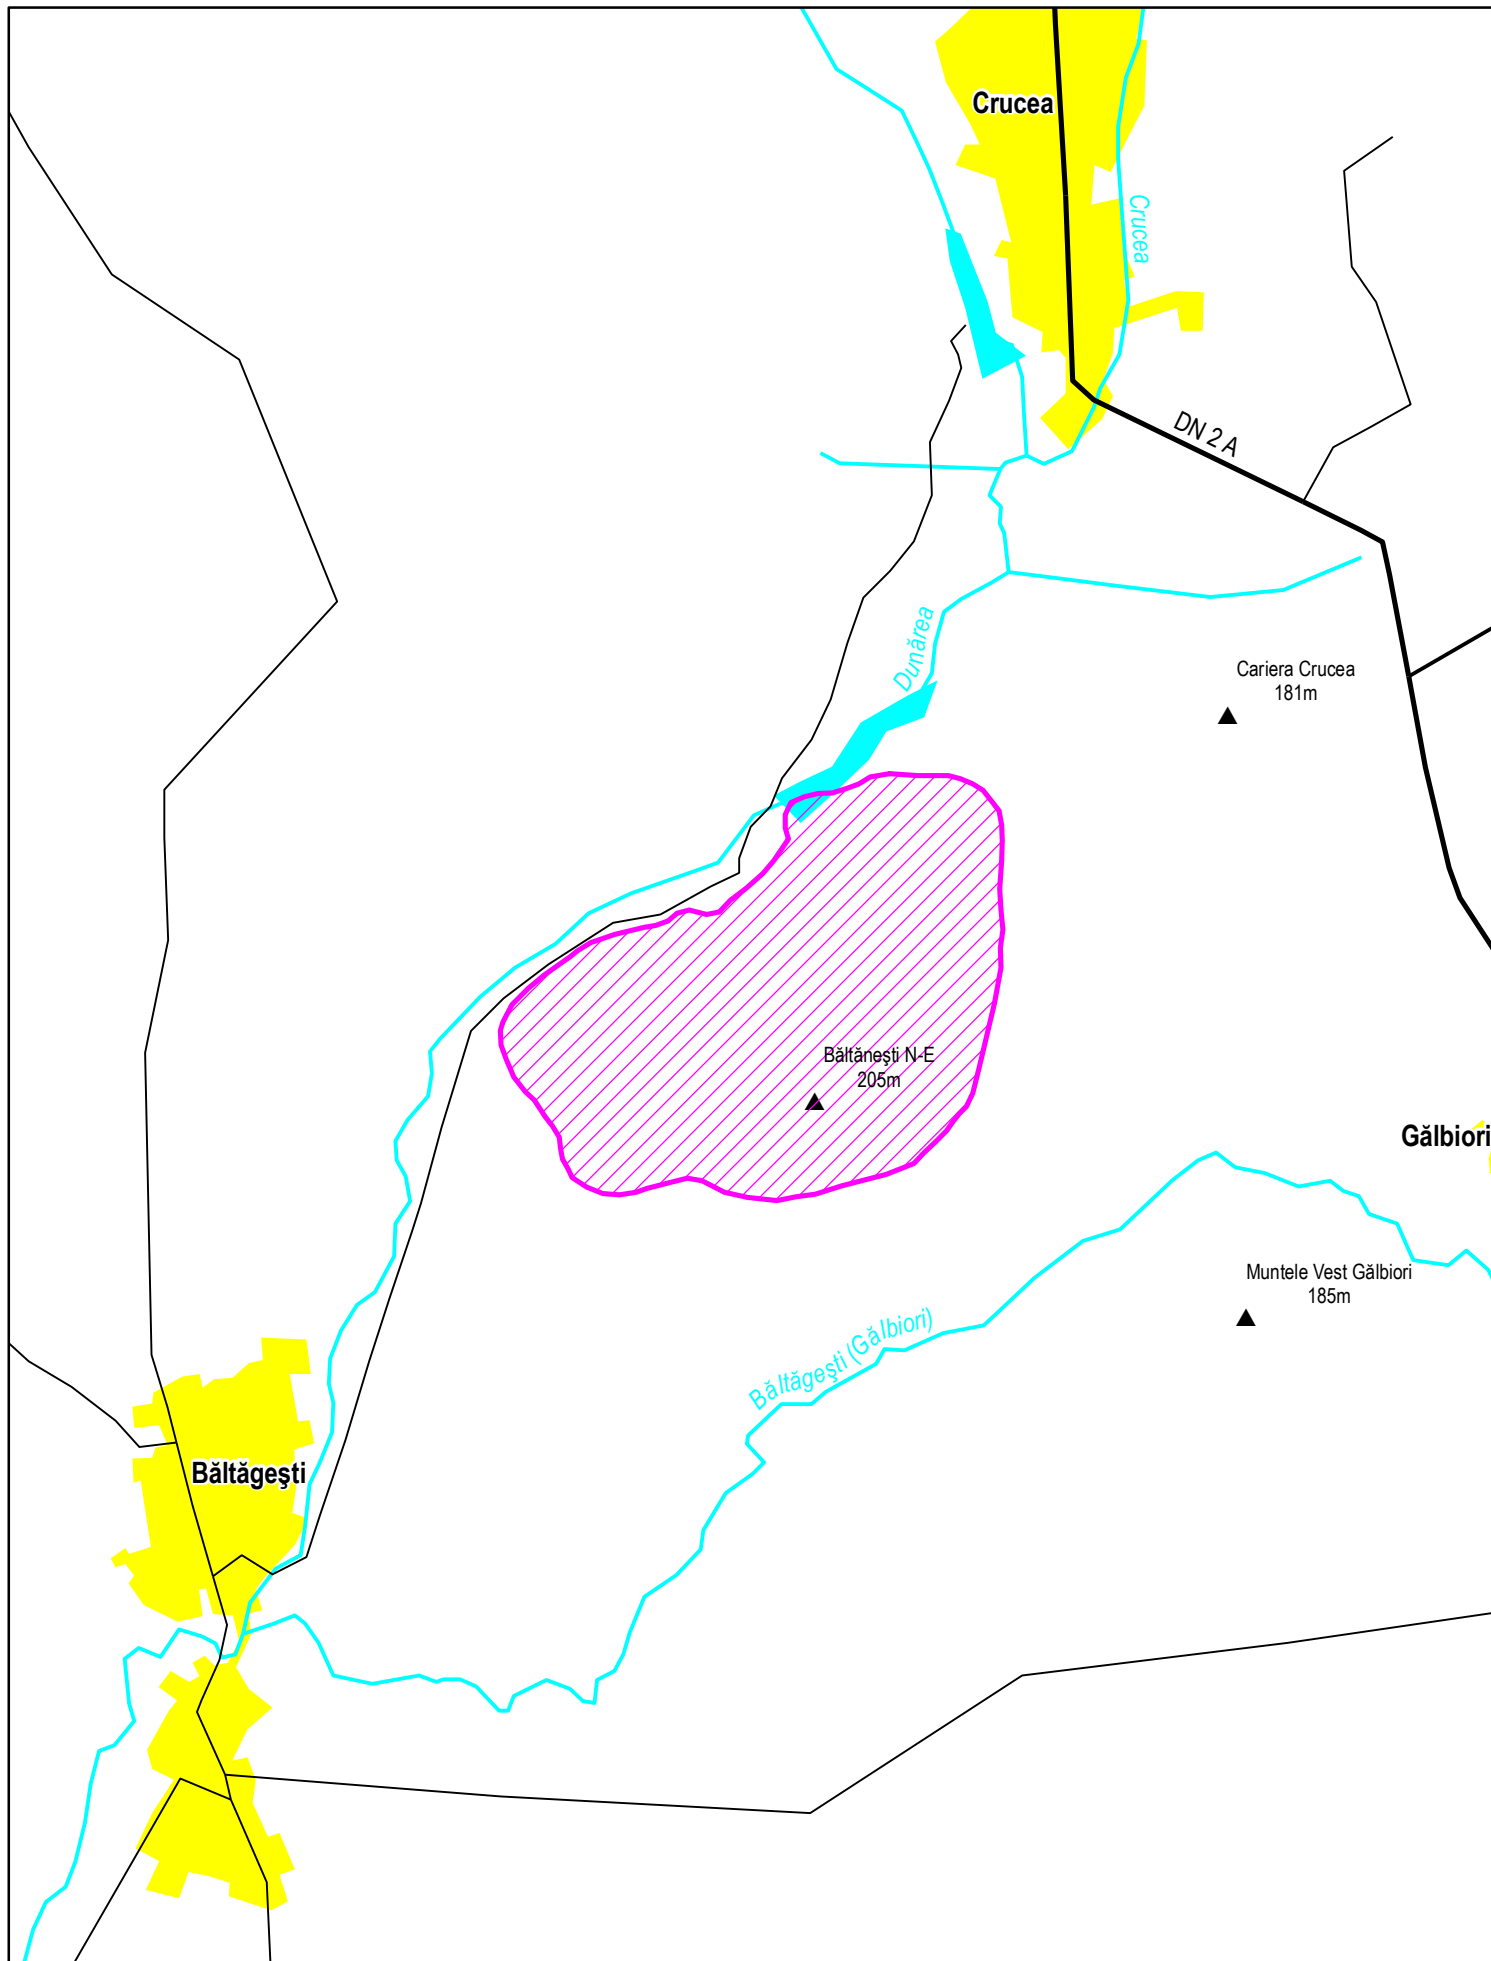 Crucea
Crucea
DN 2 A
Dunărea
Cariera Crucea
181m
Băltăneşti N-E
205m
Gălbiori
Muntele Vest Gălbiori
185m
Băltăgeşti (Gălbiori)
Băltăgeşti